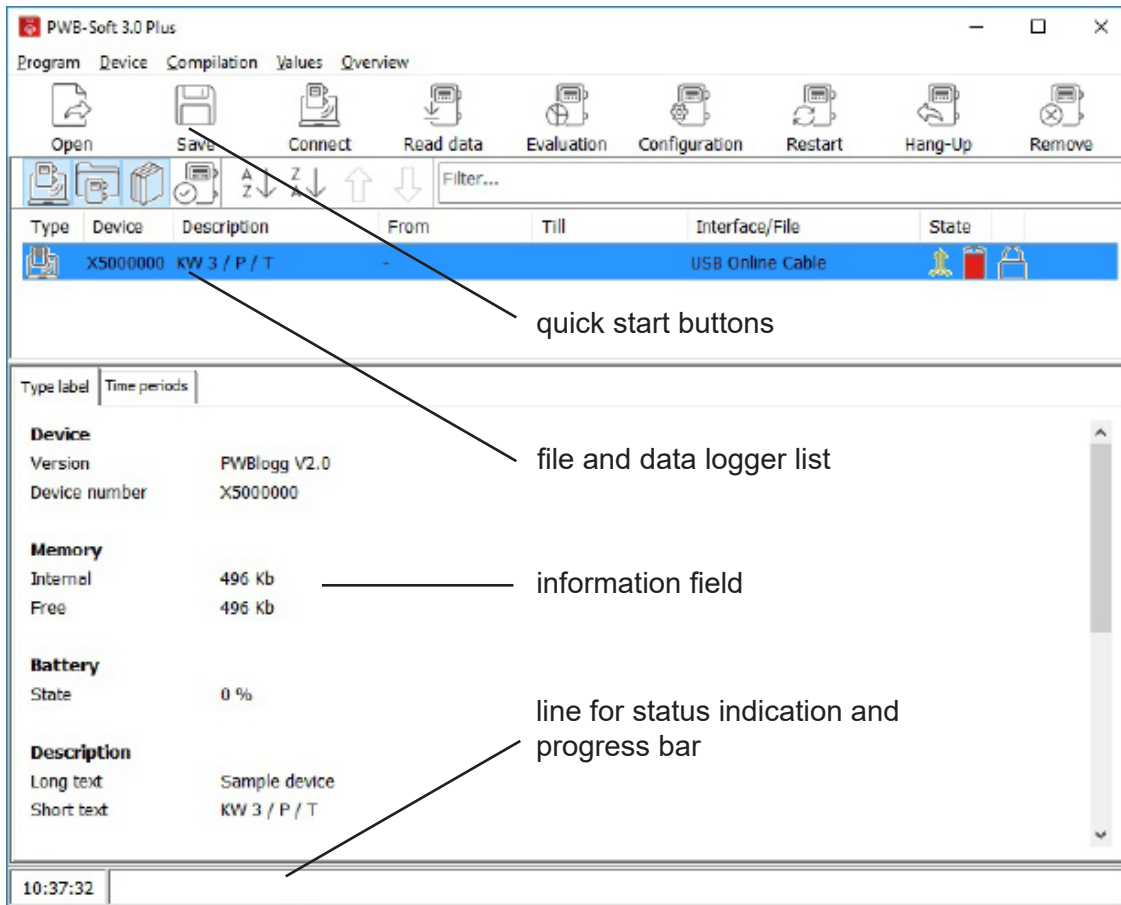 PWB-Soft 3.0 Plus
Program Device Compilation Values Overview
Open Save Connect Read data Evaluation Configuration Restart Hang-Up Remove
A Z Z A Filter...
Type Device Description From Till Interface/File State
X5000000 KW 3 / P / T - USB Online Cable
quick start buttons
Type label Time periods
Device
Version PWBlogg V2.0
file and data logger list
Device number X5000000
Memory
Internal 496 Kb
information field
Free 496 Kb
Battery
State 0 %
line for status indication and
progress bar
Description
Long text Sample device
Short text KW 3 / P / T
10:37:32